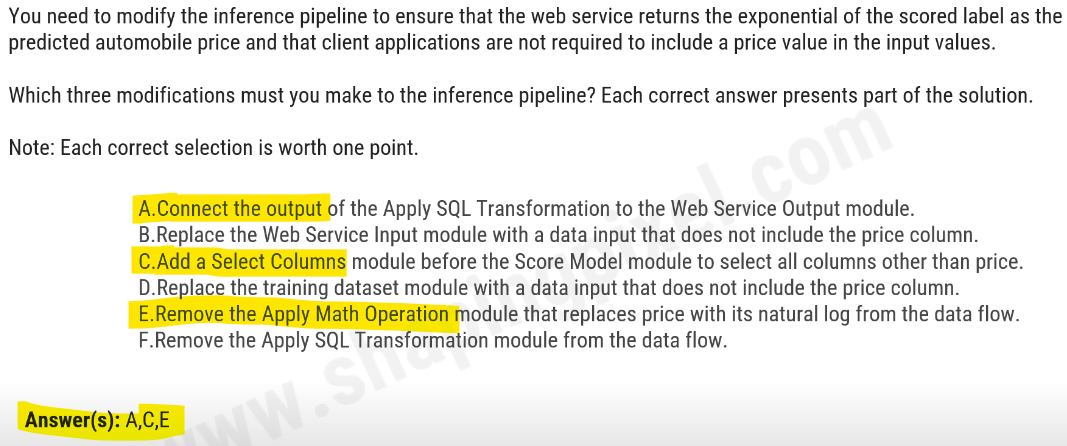 You need to modify the inference pipeline to ensure that the web service returns the exponential of the scored label as the
predicted automobile price and that client applications are not required to include a price value in the input values.
Which three modifications must you make to the inference pipeline? Each correct answer presents part of the solution.
Note: Each correct selection is worth one point.
A.Connect the output of the Apply SQL Transformation to the Web Service Output module.
B.Replace the Web Service Input module with a data input that does not include the price column.
C.Add a Select Columns module before the Score Model module to select all columns other than price.
D.Replace the training dataset module with a data input that does not include the price column.
E.Remove the Apply Math Operation module that replaces price with its natural log from the data flow.
F.Remove the Apply SQL Transformation module from the data flow.
Answer(s): A,C,E